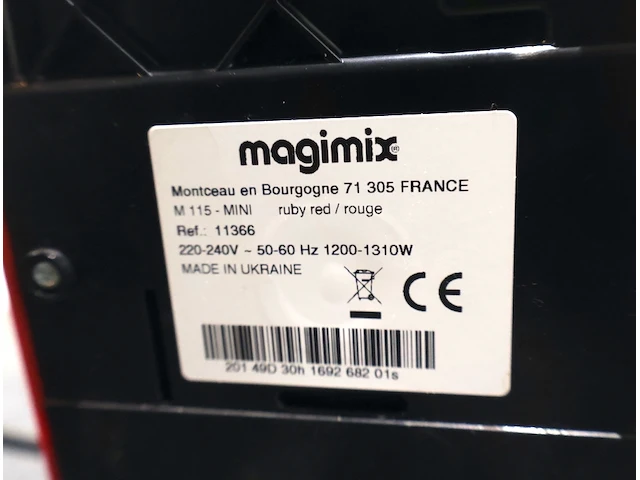 magimix®
Montceau en Bourgogne 71 305 FRANCE
M 115 - MINI ruby red / rouge
Ref.: 11366
220-240V ~ 50-60 Hz 1200-1310W
MADE IN UKRAINE
CE
201 49D 30h 1692 682 01s